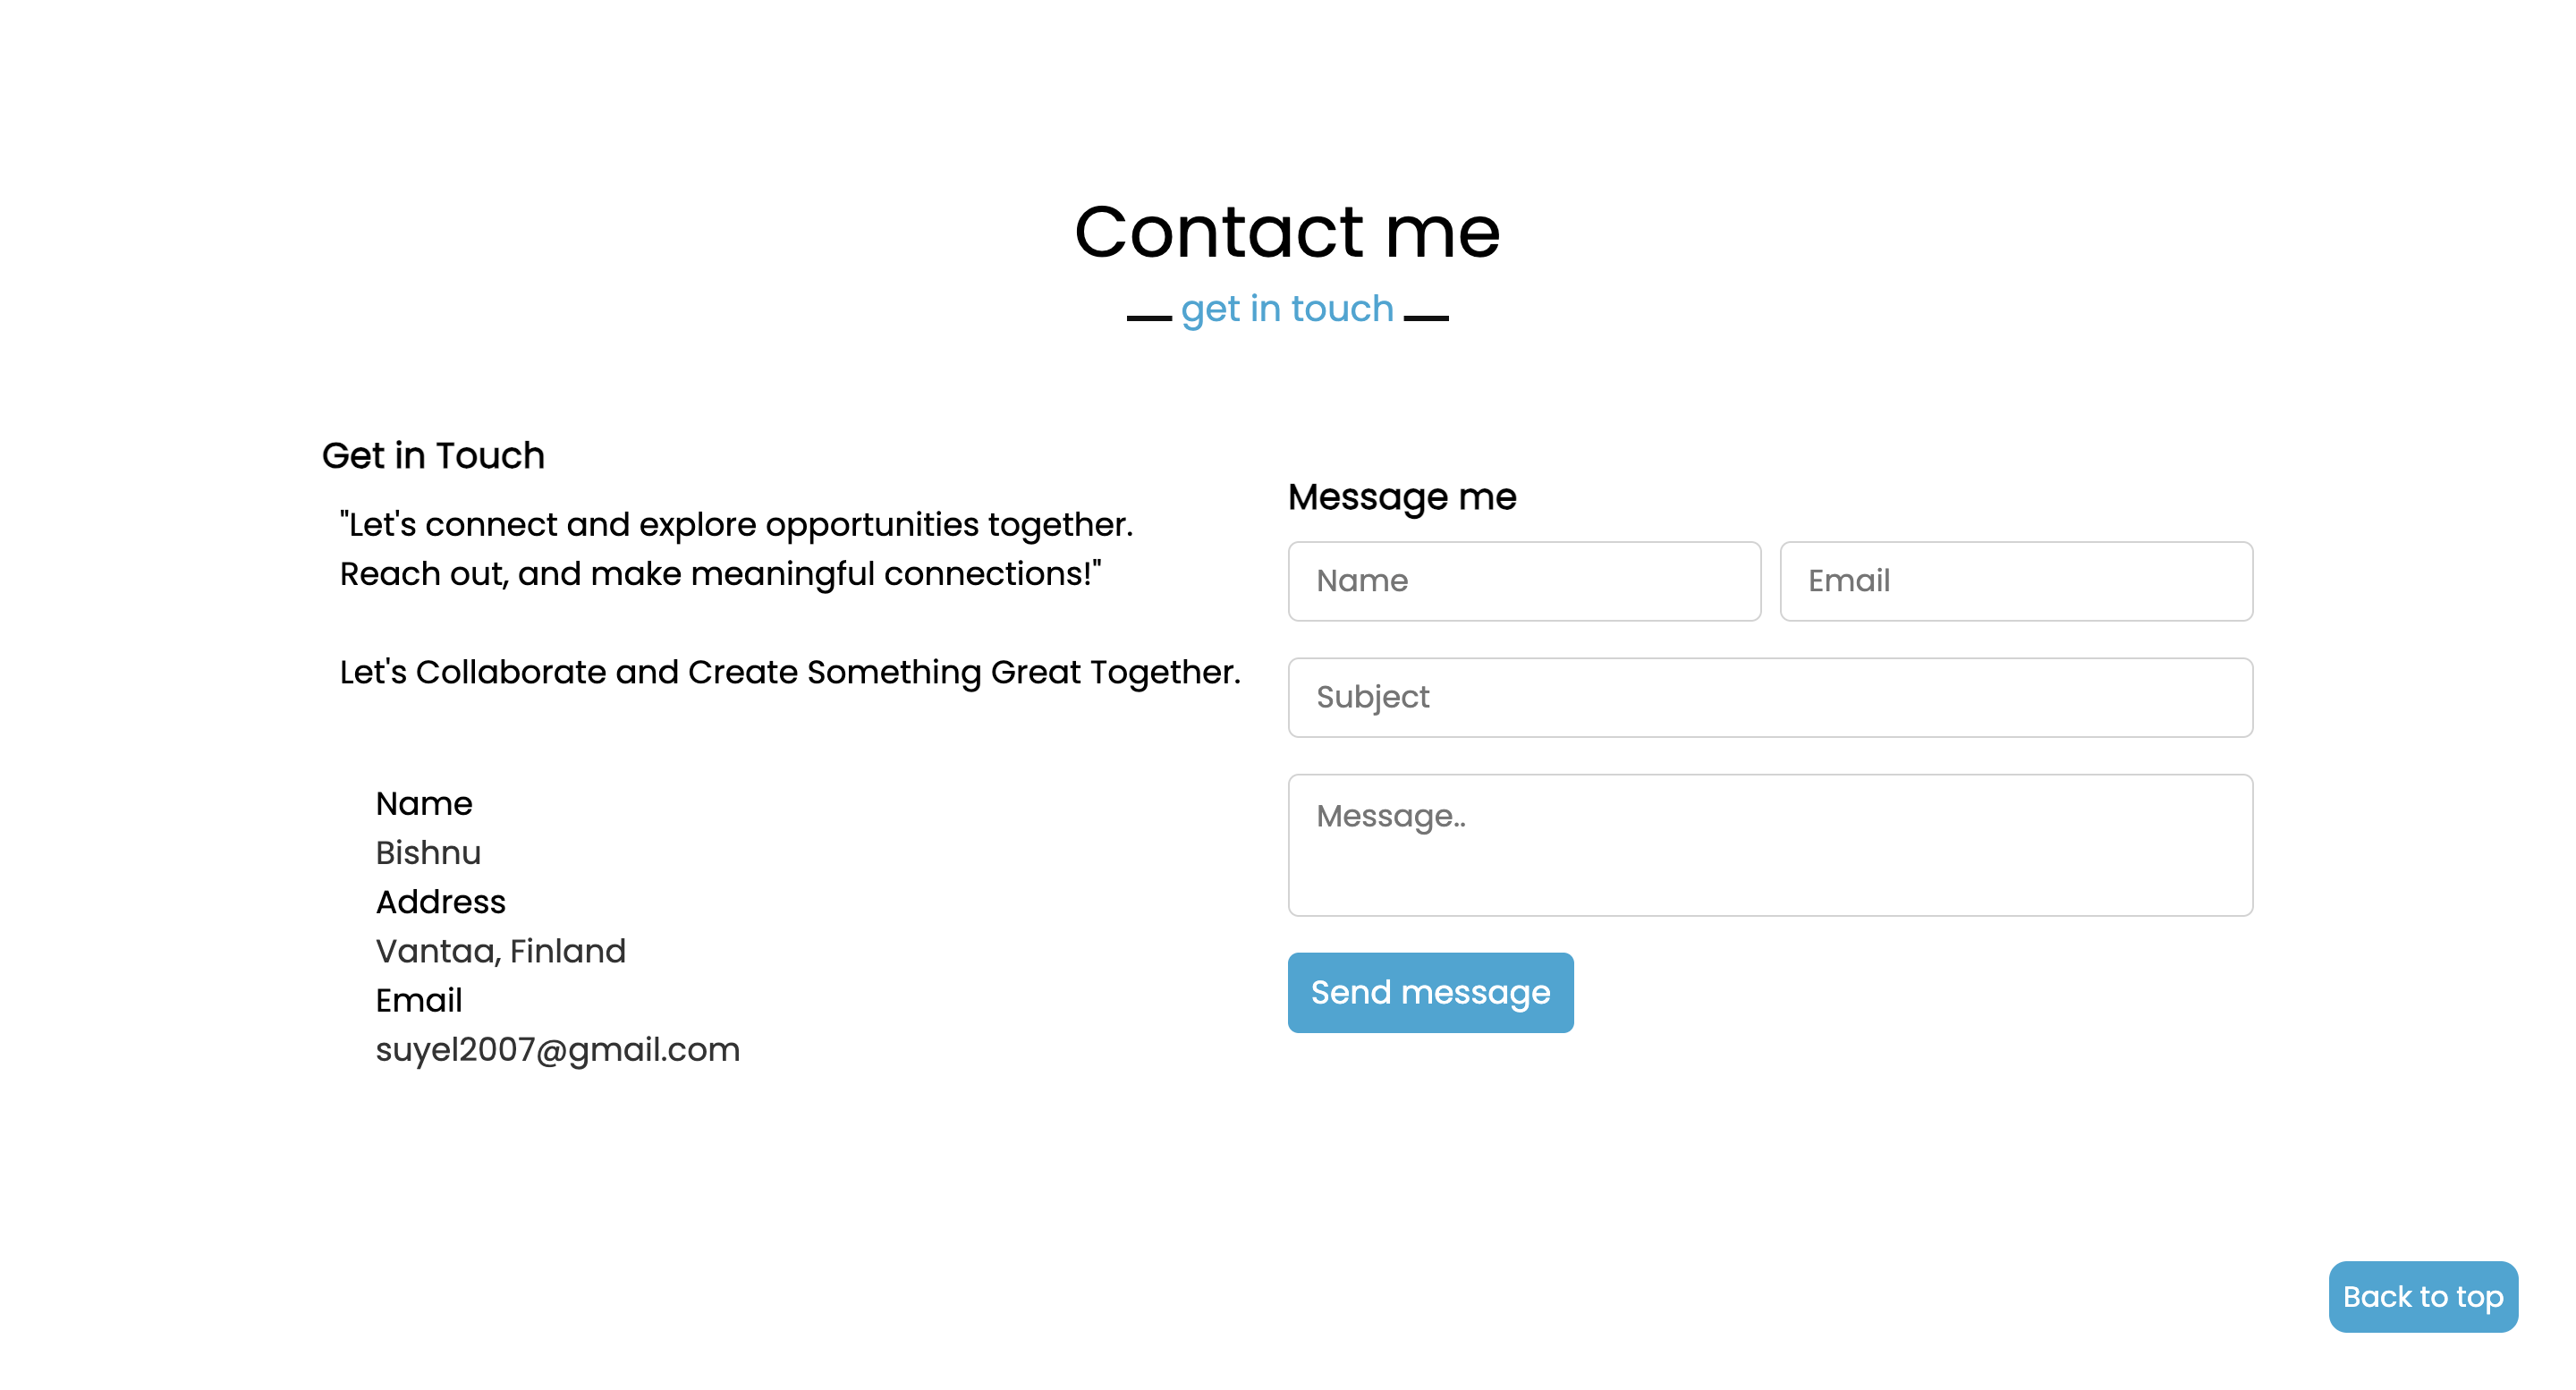 Contact me
get in touch
Get in Touch
"Let's connect and explore opportunities together.
Reach out, and make meaningful connections!"
Let's Collaborate and Create Something Great Together.
Name
Bishnu
Address
Vantaa, Finland
Email
suyel2007@gmail.com
Message me
Name
Email
Subject
Message..
Send message
Back to top